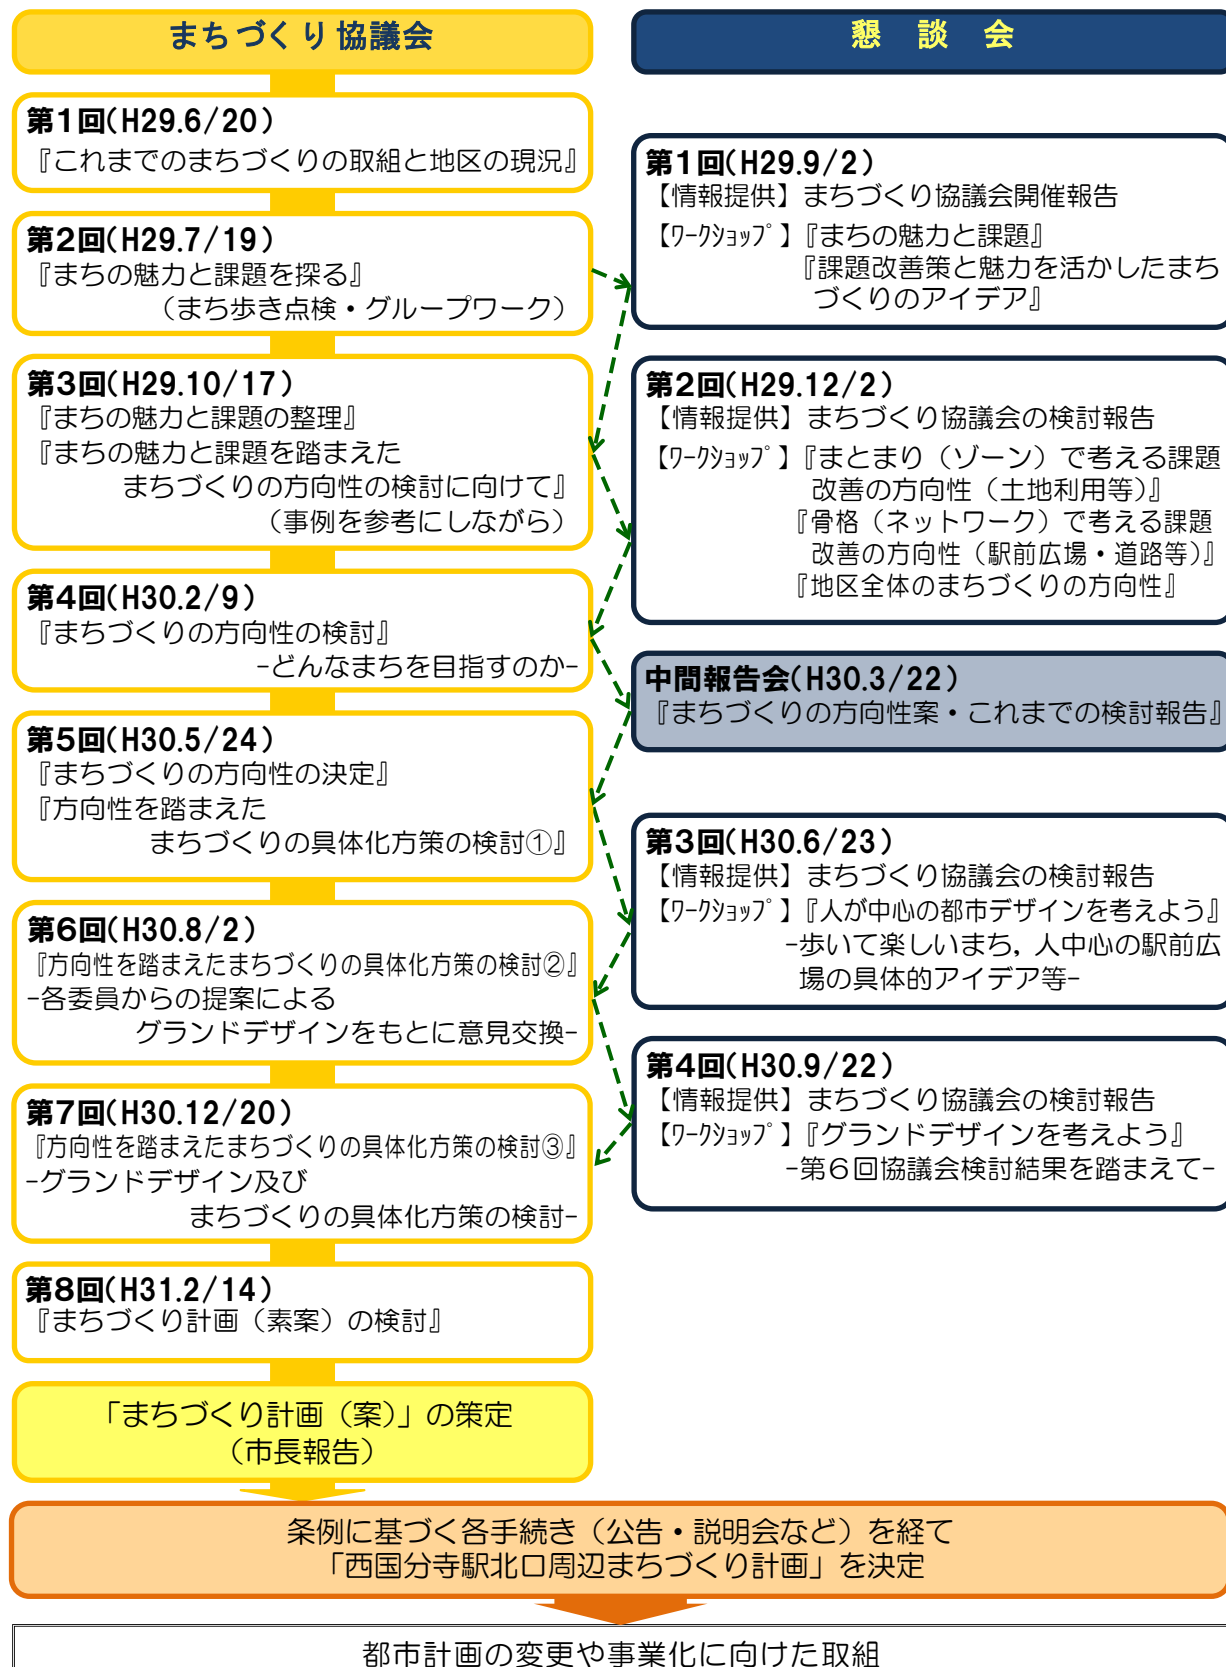 まちづくり協議会
第1回(H29.6/20)
『これまでのまちづくりの取組と地区の現況』
第2回(H29.7/19)
『まちの魅力と課題を探る』
（まち歩き点検・グループワーク）
第3回(H29.10/17)
『まちの魅力と課題の整理』
『まちの魅力と課題を踏まえた
まちづくりの方向性の検討に向けて』
（事例を参考にしながら）
第4回(H30.2/9)
『まちづくりの方向性の検討』
-どんなまちを目指すのか-
第5回(H30.5/24)
『まちづくりの方向性の決定』
『方向性を踏まえた
まちづくりの具体化方策の検討①』
第6回(H30.8/2)
『方向性を踏まえたまちづくりの具体化方策の検討②』
-各委員からの提案による
グランドデザインをもとに意見交換-
第7回(H30.12/20)
『方向性を踏まえたまちづくりの具体化方策の検討③』
-グランドデザイン及び
まちづくりの具体化方策の検討-
第8回(H31.2/14)
『まちづくり計画（素案）の検討』
「まちづくり計画（案）」の策定
（市長報告）
懇 談 会
第1回(H29.9/2)
【情報提供】まちづくり協議会開催報告
【ﾜｰｸｼｮｯﾌﾟ】『まちの魅力と課題』
『課題改善策と魅力を活かしたまち
づくりのアイデア』
第2回(H29.12/2)
【情報提供】まちづくり協議会の検討報告
【ﾜｰｸｼｮｯﾌﾟ】『まとまり（ゾーン）で考える課題
改善の方向性（土地利用等）』
『骨格（ネットワーク）で考える課題
改善の方向性（駅前広場・道路等）』
『地区全体のまちづくりの方向性』
中間報告会(H30.3/22)
『まちづくりの方向性案・これまでの検討報告』
第3回(H30.6/23)
【情報提供】まちづくり協議会の検討報告
【ﾜｰｸｼｮｯﾌﾟ】『人が中心の都市デザインを考えよう』
-歩いて楽しいまち，人中心の駅前広
場の具体的アイデア等-
第4回(H30.9/22)
【情報提供】まちづくり協議会の検討報告
【ﾜｰｸｼｮｯﾌﾟ】『グランドデザインを考えよう』
-第6回協議会検討結果を踏まえて-
条例に基づく各手続き（公告・説明会など）を経て
「西国分寺駅北口周辺まちづくり計画」を決定
都市計画の変更や事業化に向けた取組